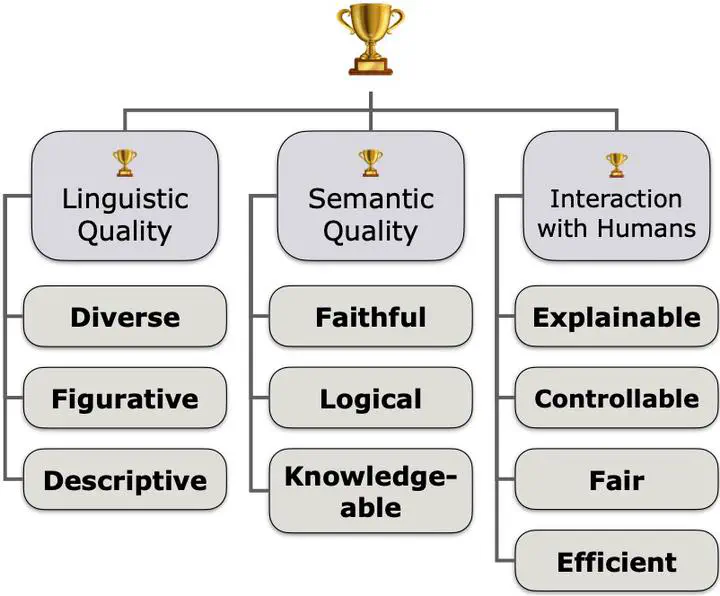 Linguistic
Quality
Diverse
Figurative
Descriptive
Semantic
Quality
Faithful
Logical
Knowledge-
able
Interaction
with Humans
Explainable
Controllable
Fair
Efficient